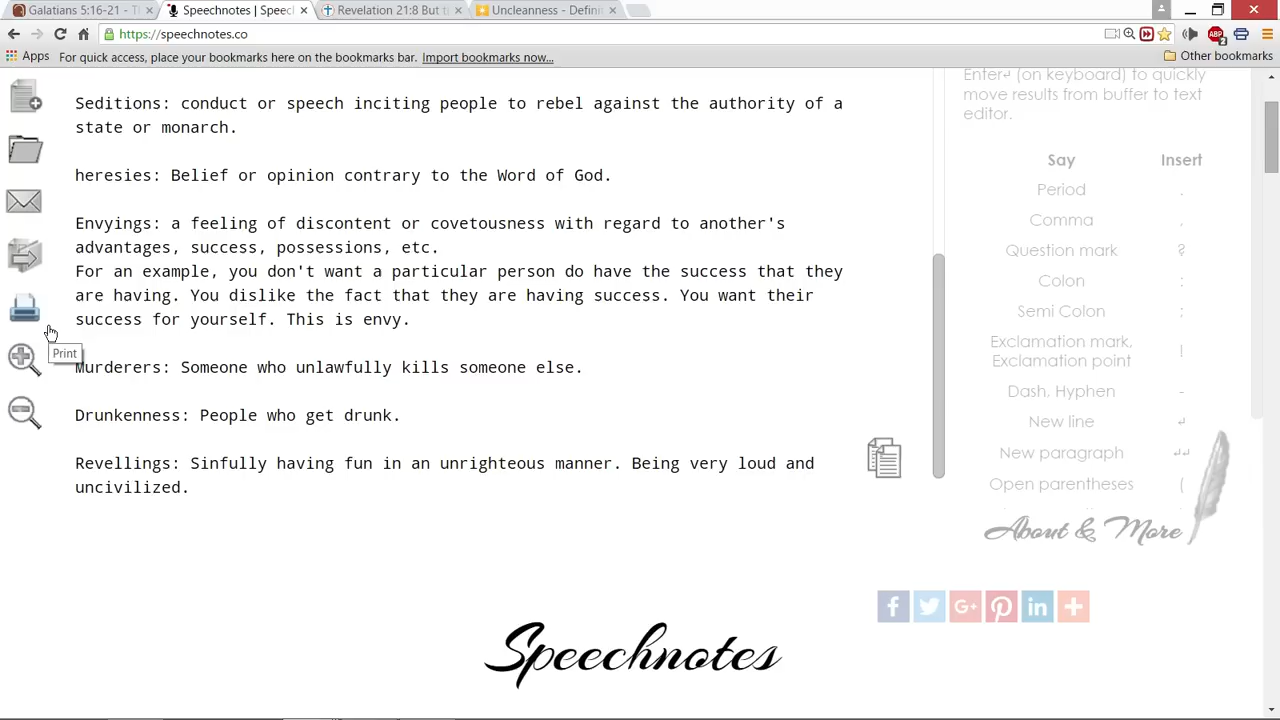 Galatians 5:16-21 - T
Speechnotes | Speec
Revelation 21:8 But t
Uncleanness - Defini
https://speechnotes.co
ABP
2
Apps
For quick access, place your bookmarks here on the bookmarks bar. Import bookmarks now...
Other bookmarks
Seditions: conduct or speech inciting people to rebel against the authority of a
state or monarch.
heresies: Belief or opinion contrary to the Word of God.
Envyings: a feeling of discontent or covetousness with regard to another's
advantages, success, possessions, etc.
For an example, you don't want a particular person do have the success that they
are having. You dislike the fact that they are having success. You want their
success for yourself. This is envy.
Print
Murderers: Someone who unlawfully kills someone else.
Drunkenness: People who get drunk.
Revellings: Sinfully having fun in an unrighteous manner. Being very loud and
uncivilized.
Enter↵ (on keyboard) to quickly
move results from buffer to text
editor.
Say Insert
Period .
Comma ,
Question mark ?
Colon :
Semi Colon ;
Exclamation mark,
Exclamation point !
Dash, Hyphen -
New line ↵
New paragraph ↵↵
Open parentheses (
About & More
f G+ in +
Speechnotes